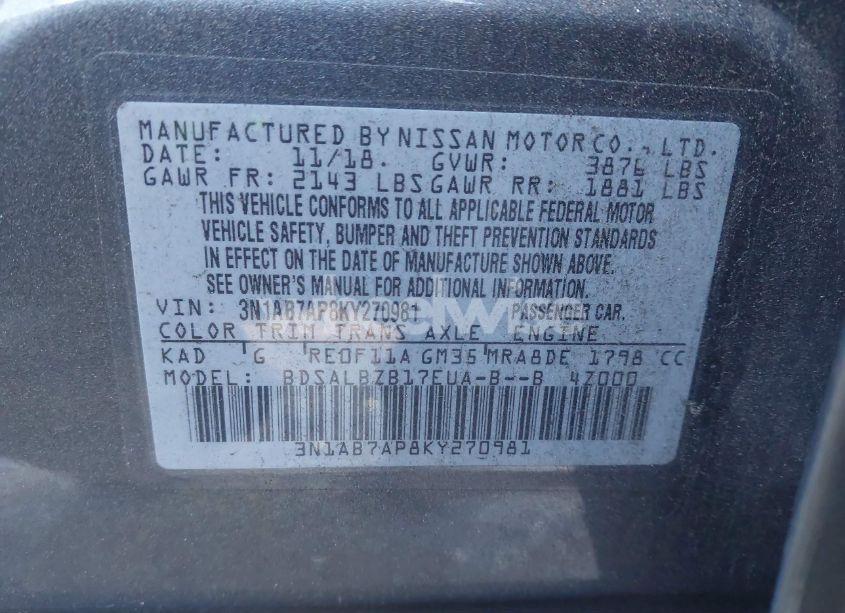 MANUFACTURED BY NISSAN MOTOR CO., LTD.
DATE: 11/18. GVWR: 3876 LBS
GAWR FR: 2143 LBS GAWR RR: 1881 LBS
THIS VEHICLE CONFORMS TO ALL APPLICABLE FEDERAL MOTOR
VEHICLE SAFETY, BUMPER AND THEFT PREVENTION STANDARDS
IN EFFECT ON THE DATE OF MANUFACTURE SHOWN ABOVE.
SEE OWNER'S MANUAL FOR ADDITIONAL INFORMATION.
VIN: 3N1AB7AP8KY270981 PASSENGER CAR.
COLOR TRIM TRANS AXLE ENGINE
KAD G RE0F11A GM35 MRA8DE 1798 CC
MODEL: BDSALBZB17EUA-B--B 4Z000
3N1AB7AP8KY270981